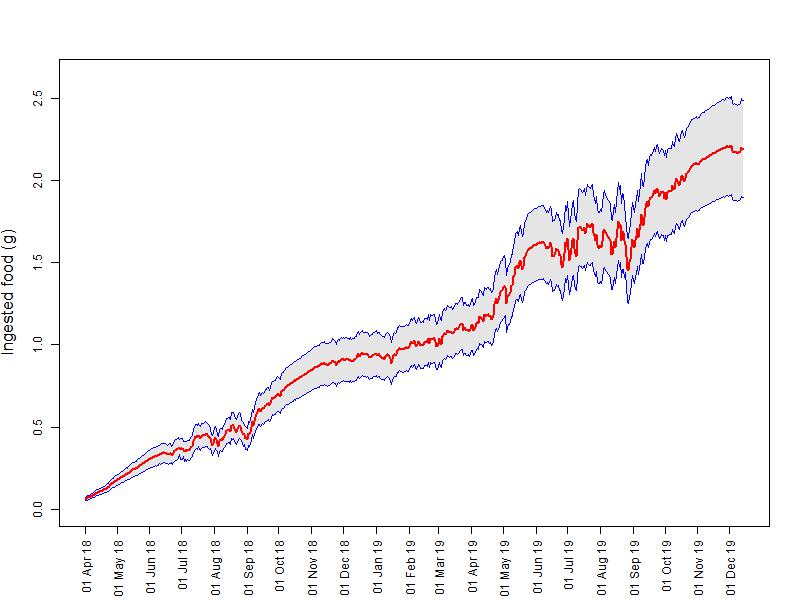 Ingested food (g)
2.5
2.0
1.5
1.0
0.5
0.0
01 Apr 18
01 May 18
01 Jun 18
01 Jul 18
01 Aug 18
01 Sep 18
01 Oct 18
01 Nov 18
01 Dec 18
01 Jan 19
01 Feb 19
01 Mar 19
01 Apr 19
01 May 19
01 Jun 19
01 Jul 19
01 Aug 19
01 Sep 19
01 Oct 19
01 Nov 19
01 Dec 19